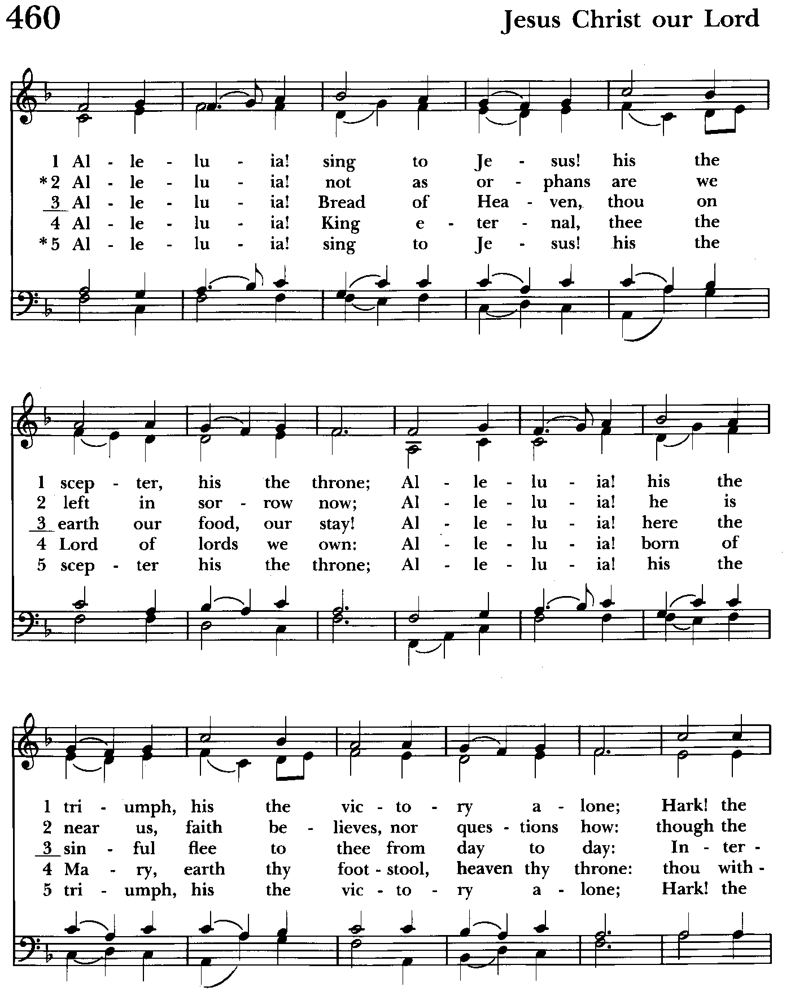 460
Jesus Christ our Lord
1 Al - le - lu - ia! sing to Je - sus! his the
*2 Al - le - lu - ia! not as or - phans are we
3 Al - le - lu - ia! Bread of Hea - ven, thou on
4 Al - le - lu - ia! King e - ter - nal, thee the
*5 Al - le - lu - ia! sing to Je - sus! his the
1 scep - ter, his the throne; Al - le - lu - ia! his the
2 left in sor - row now; Al - le - lu - ia! he is
3 earth our food, our stay! Al - le - lu - ia! here the
4 Lord of lords we own: Al - le - lu - ia! born of
5 scep - ter his the throne; Al - le - lu - ia! his the
1 tri - umph, his the vic - to - ry a - lone; Hark! the
2 near us, faith be - lieves, nor ques - tions how: though the
3 sin - ful flee to thee from day to day: In - ter -
4 Ma - ry, earth thy foot - stool, heaven thy throne: thou with -
5 tri - umph, his the vic - to - ry a - lone; Hark! the